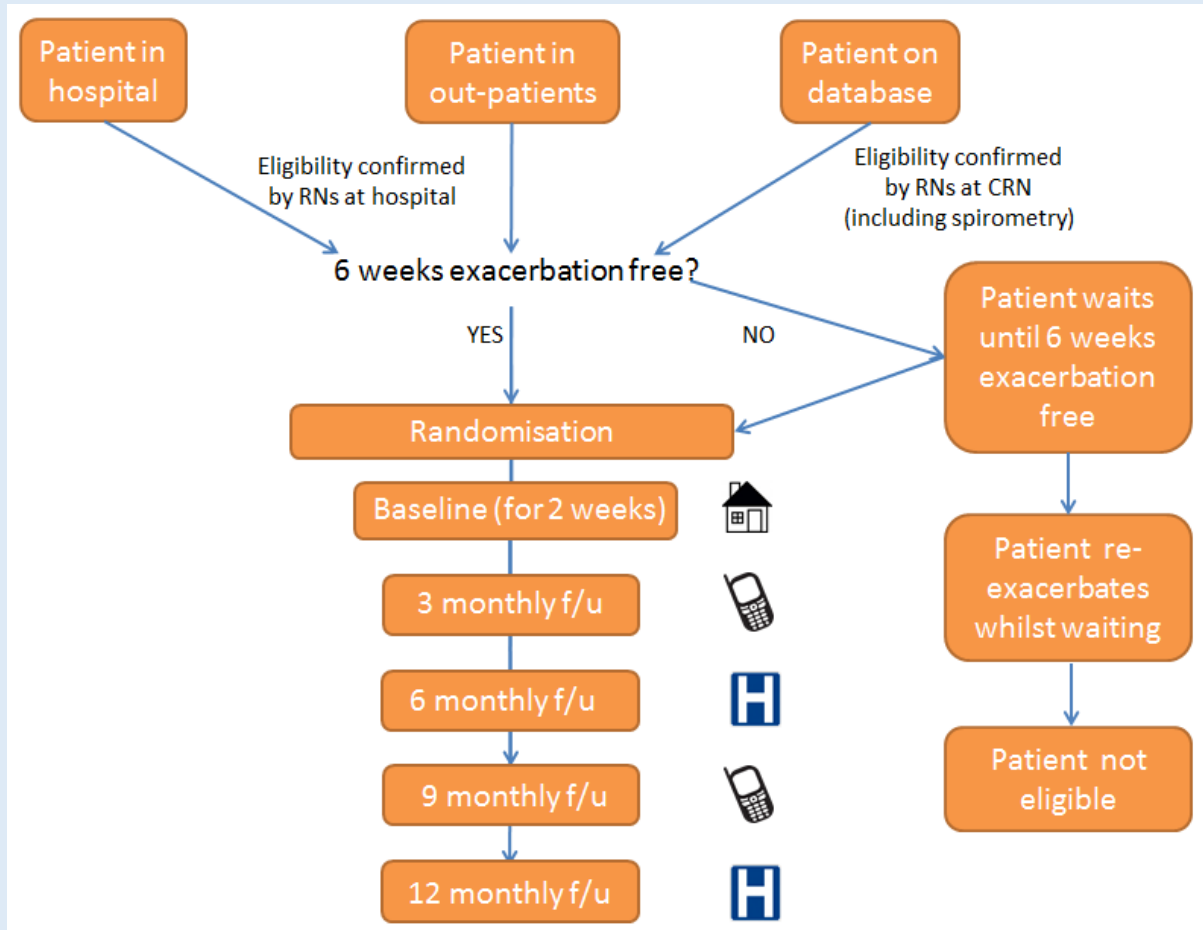 Patient in
hospital
Patient in
out-patients
Patient on
database
Eligibility confirmed
by RNs at hospital
Eligibility confirmed
by RNs at CRN
(including spirometry)
6 weeks exacerbation free?
YES
NO
Patient waits
until 6 weeks
exacerbation
free
Randomisation
Baseline (for 2 weeks)
3 monthly f/u
Patient re-
exacerbates
whilst waiting
6 monthly f/u
H
9 monthly f/u
Patient not
eligible
12 monthly f/u
H